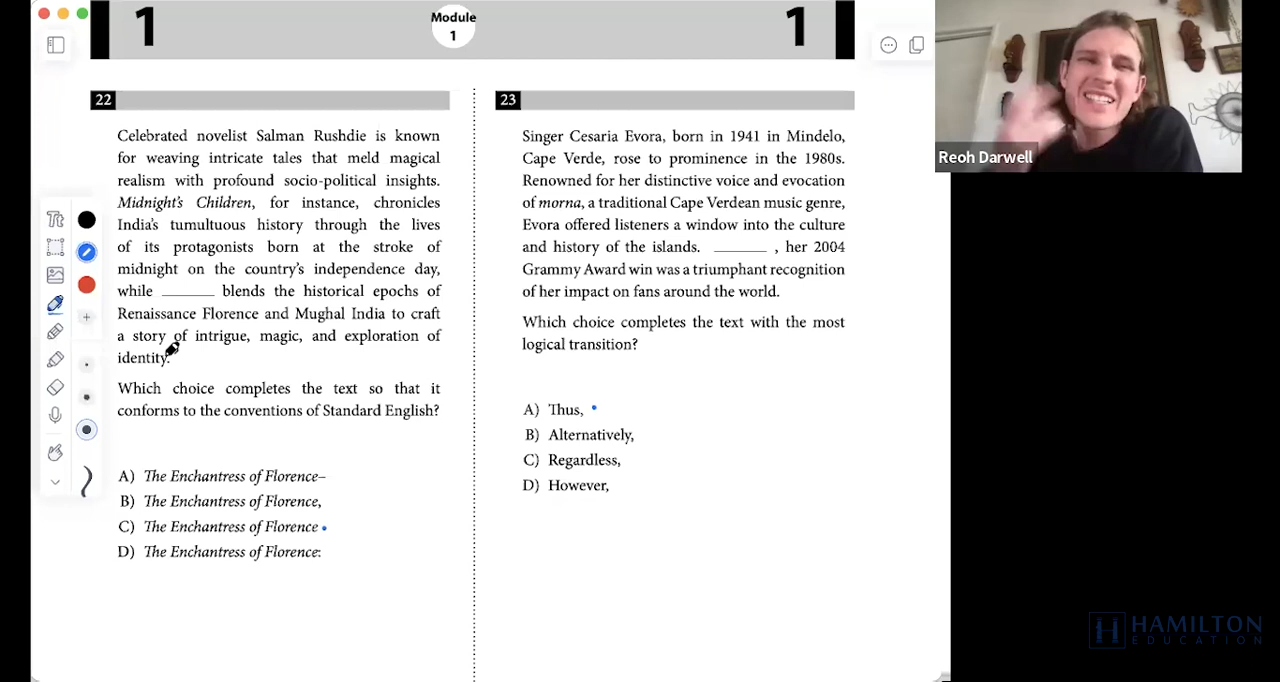 1
Module
1
1
22
Celebrated novelist Salman Rushdie is known
for weaving intricate tales that meld magical
realism with profound socio-political insights.
Midnight's Children, for instance, chronicles
India's tumultuous history through the lives
of its protagonists born at the stroke of
midnight on the country's independence day,
while ______ blends the historical epochs of
Renaissance Florence and Mughal India to craft
a story of intrigue, magic, and exploration of
identity.
Which choice completes the text so that it
conforms to the conventions of Standard English?
A) The Enchantress of Florence–
B) The Enchantress of Florence,
C) The Enchantress of Florence
D) The Enchantress of Florence:
23
Singer Cesaria Evora, born in 1941 in Mindelo,
Cape Verde, rose to prominence in the 1980s.
Renowned for her distinctive voice and evocation
of morna, a traditional Cape Verdean music genre,
Evora offered listeners a window into the culture
and history of the islands. ______ , her 2004
Grammy Award win was a triumphant recognition
of her impact on fans around the world.
Which choice completes the text with the most
logical transition?
A) Thus,
B) Alternatively,
C) Regardless,
D) However,
Tt
Reoh Darwell
HAMILTON
EDUCATION